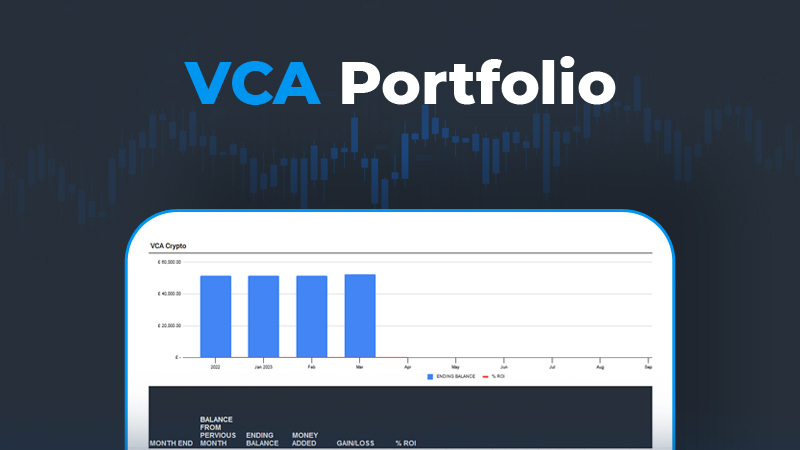 VCA Portfolio
VCA Crypto
£ 60,000.00
£ 40,000.00
£ 20,000.00
£ -
2022 Jan 2023 Feb Mar Apr May Jun Jul Aug Sep
ENDING BALANCE % ROI
BALANCE
FROM
PERVIOUS ENDING MONEY
MONTH END MONTH BALANCE ADDED GAIN/LOSS % ROI